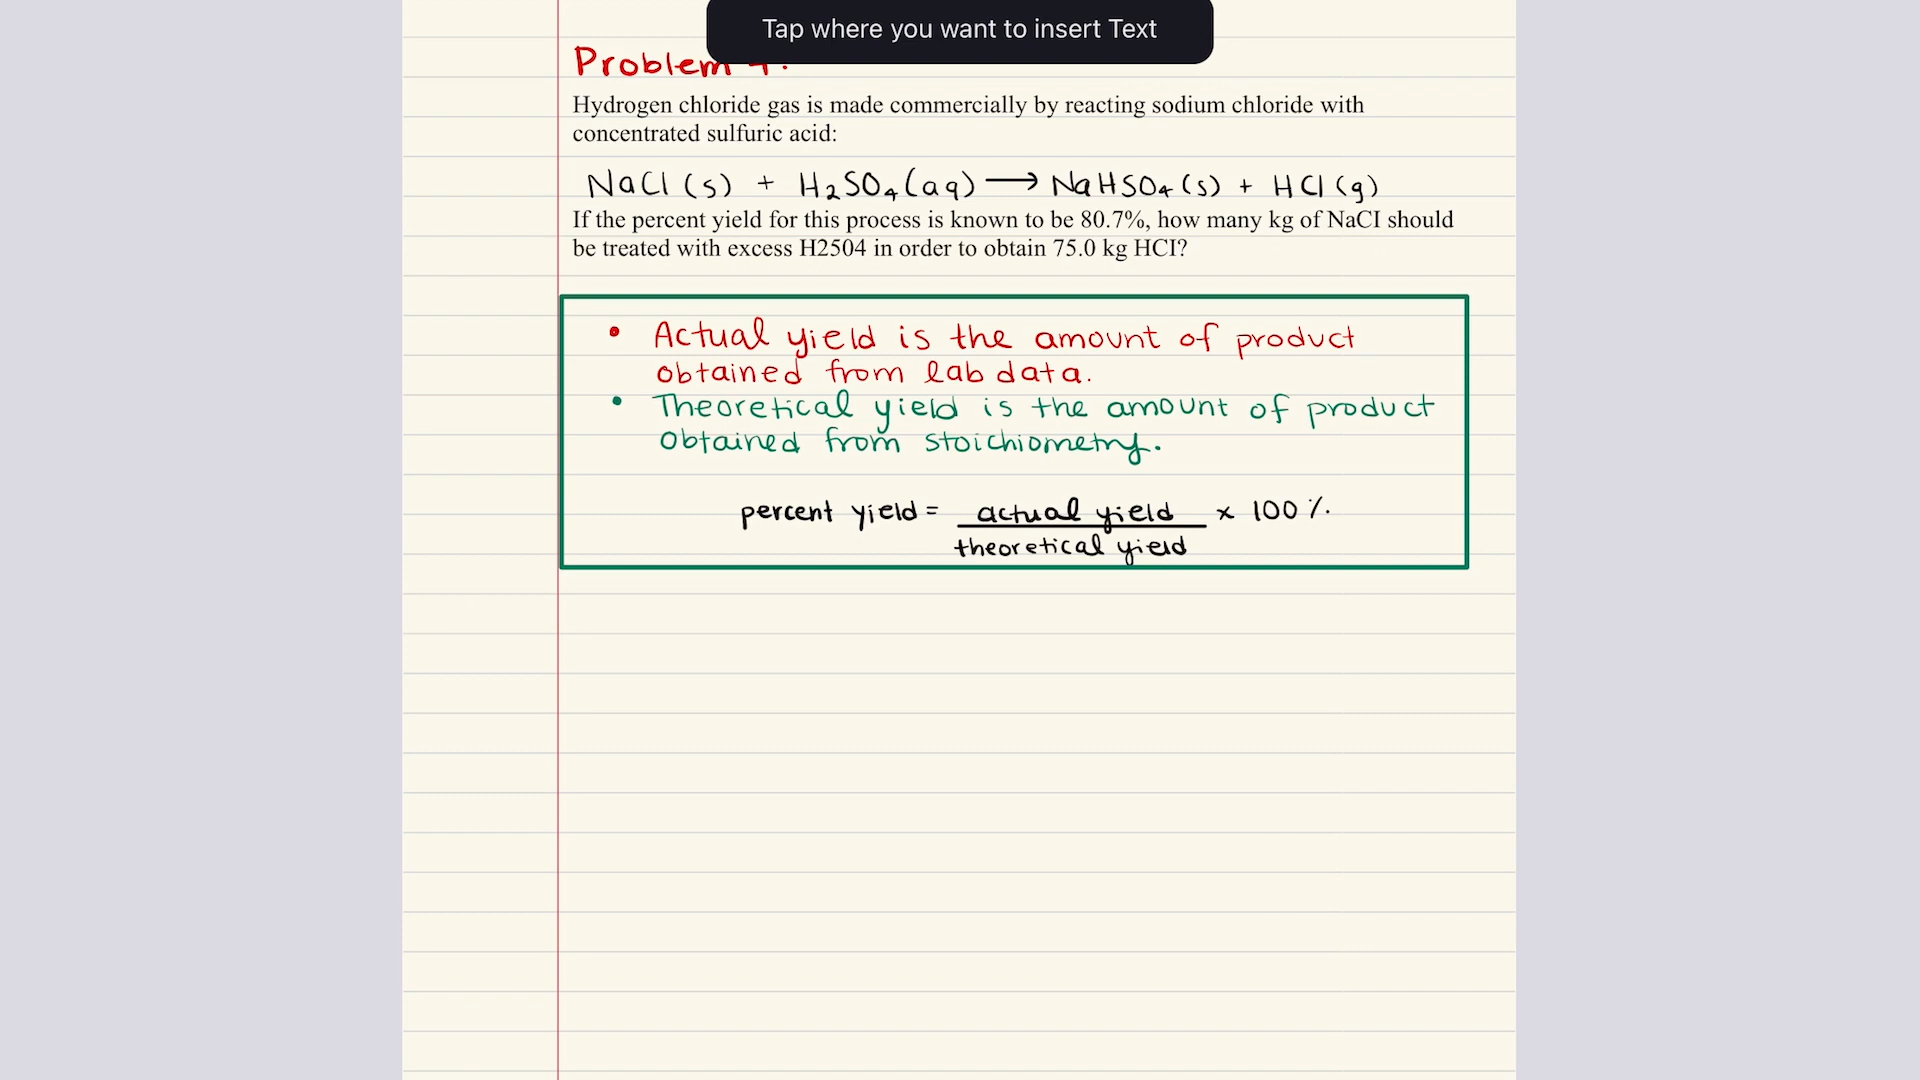 Tap where you want to insert Text
Problem
Hydrogen chloride gas is made commercially by reacting sodium chloride with
concentrated sulfuric acid:
NaCl (s) + H₂SO₄ (aq) ⟶ NaHSO₄ (s) + HCl (g)
If the percent yield for this process is known to be 80.7%, how many kg of NaCI should
be treated with excess H2504 in order to obtain 75.0 kg HCI?
• Actual yield is the amount of product
obtained from lab data.
• Theoretical yield is the amount of product
obtained from stoichiometry.
percent yield = actual yield × 100 %
theoretical yield